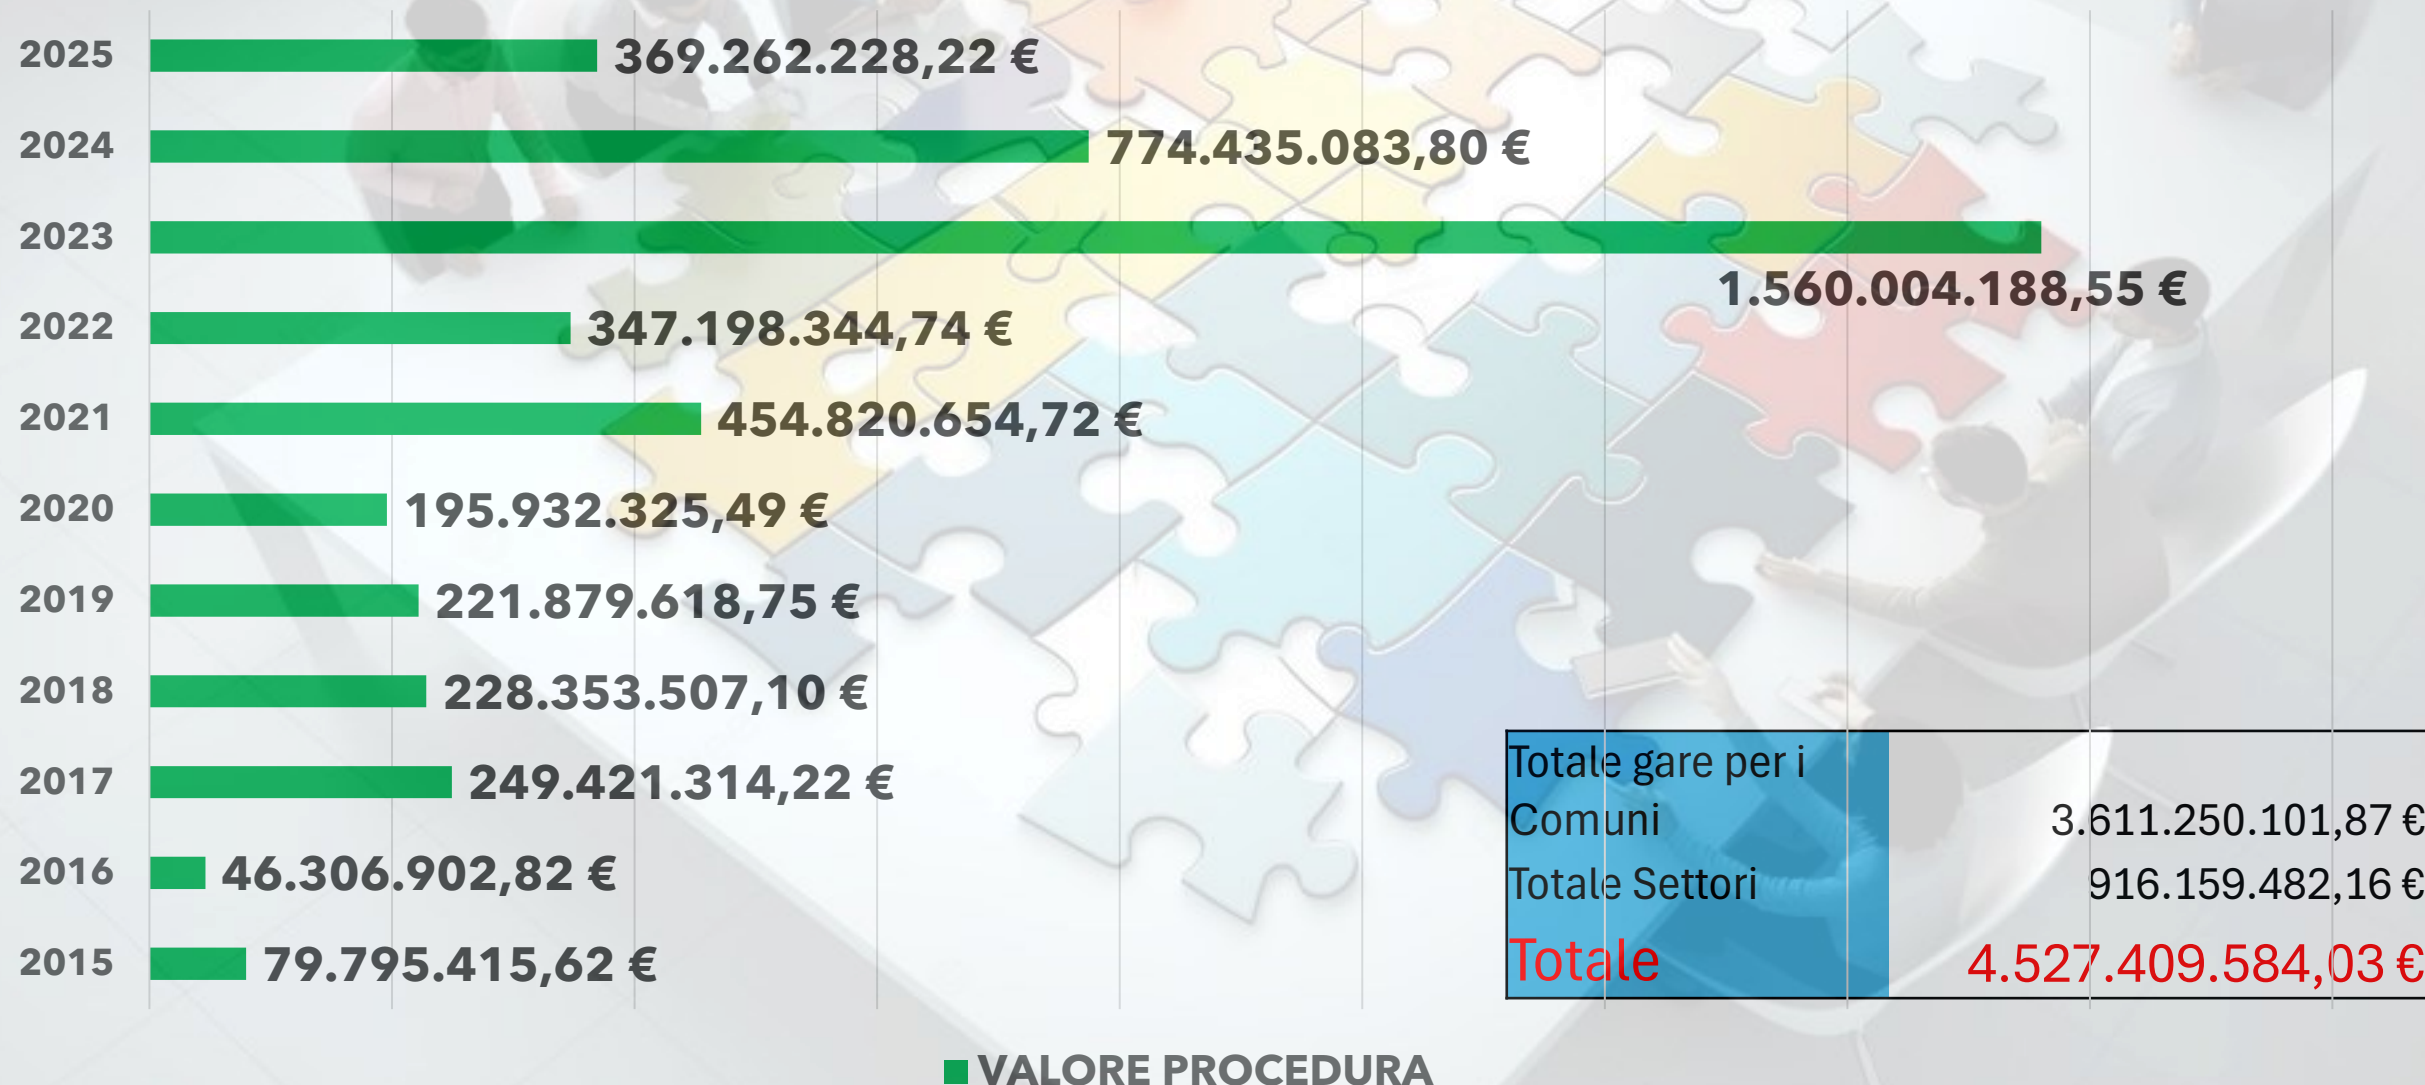 2025 369.262.228,22 €
2024 774.435.083,80 €
2023
1.560.004.188,55 €
2022 347.198.344,74 €
2021 454.820.654,72 €
2020 195.932.325,49 €
2019 221.879.618,75 €
2018 228.353.507,10 €
2017 249.421.314,22 €
2016 46.306.902,82 €
2015 79.795.415,62 €
Totale gare per i
Comuni 3.611.250.101,87 €
Totale Settori 916.159.482,16 €
Totale 4.527.409.584,03 €
VALORE PROCEDURA